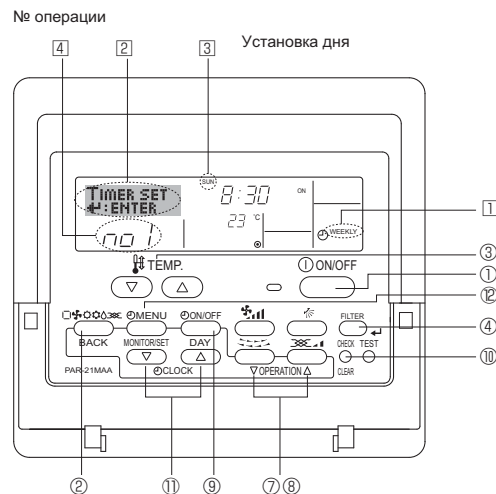 № операции
Установка дня
4 2 3
SUN
TIMER SET
:ENTER
8:30
ON
23 °C
WEEKLY
1
no 1
TEMP.
ON/OFF
③
①
⑫
MENU
ON/OFF
FILTER
④
BACK
MONITOR/SET
DAY
CHECK TEST
⑩
PAR-21MAA
CLOCK
▽OPERATION△
CLEAR
② ⑪ ⑨ ⑦⑧